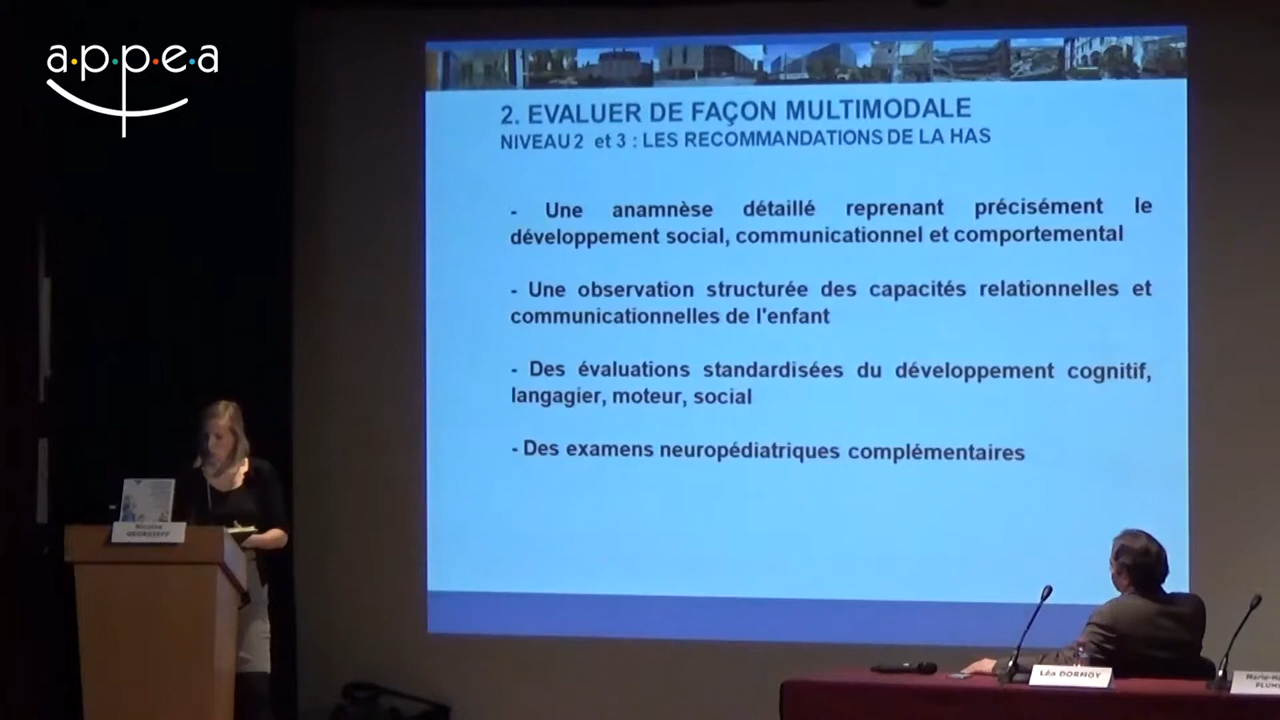 a·p·p·e·a
2. EVALUER DE FAÇON MULTIMODALE
NIVEAU 2 et 3 : LES RECOMMANDATIONS DE LA HAS
- Une anamnèse détaillé reprenant précisément le
développement social, communicationnel et comportemental
- Une observation structurée des capacités relationnelles et
communicationnelles de l'enfant
- Des évaluations standardisées du développement cognitif,
langagier, moteur, social
- Des examens neuropédiatriques complémentaires
Nicolas
GEORGIEFF
Léa DORMOY